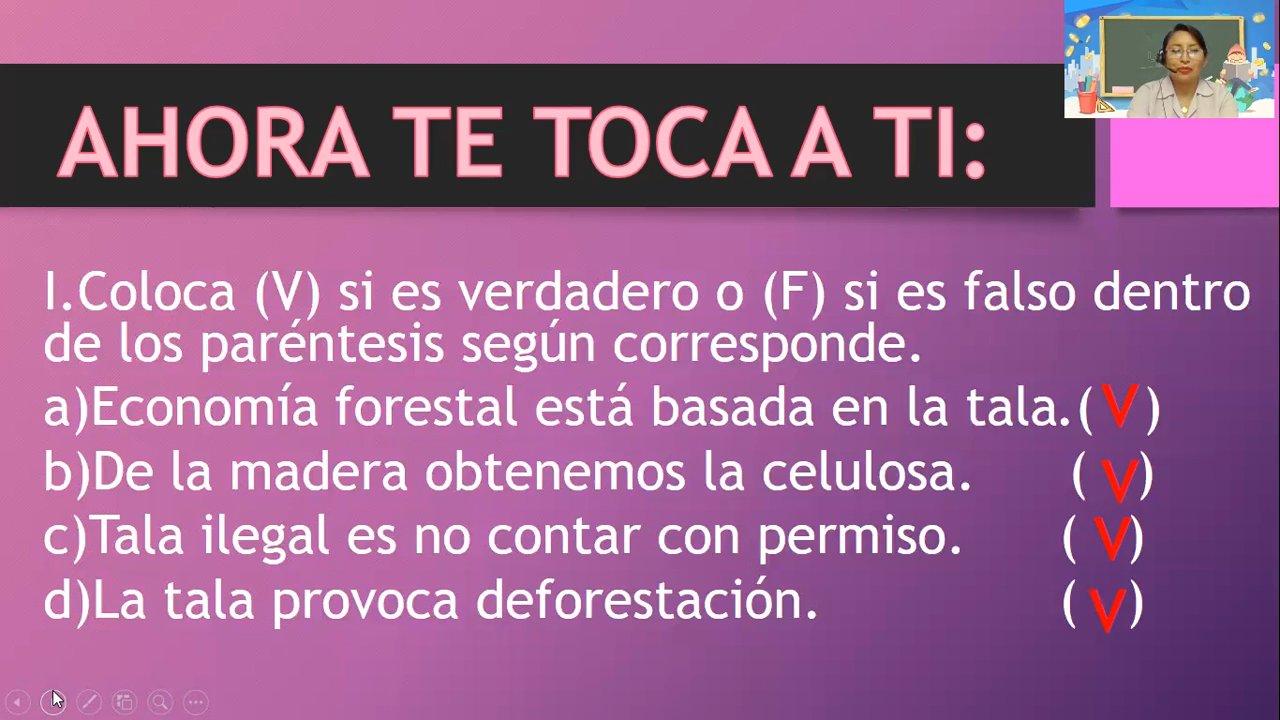 AHORA TE TOCA A TI:
I.Coloca (V) si es verdadero o (F) si es falso dentro
de los paréntesis según corresponde.
a)Economía forestal está basada en la tala.( V )
b)De la madera obtenemos la celulosa. ( V )
c)Tala ilegal es no contar con permiso. ( V )
d)La tala provoca deforestación. ( V )